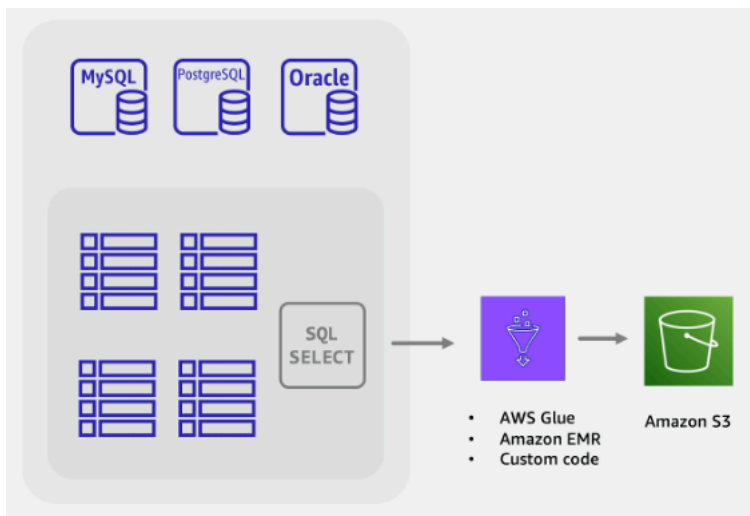 MySQL
PostgreSQL
Oracle
SQL
SELECT
• AWS Glue
• Amazon EMR
• Custom code
Amazon S3